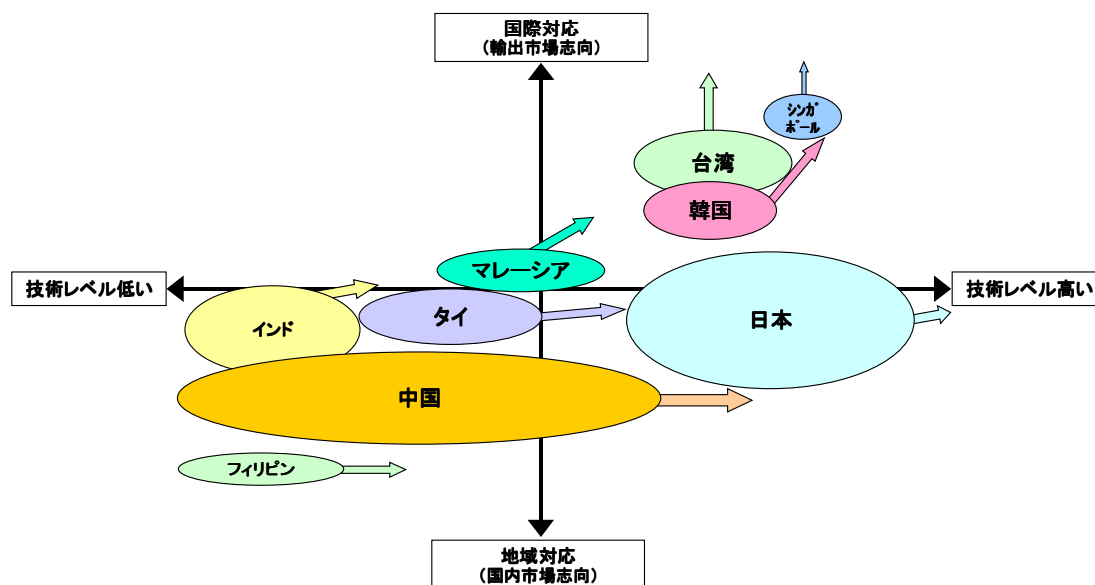 国際対応
（輸出市場志向）
シンガ
ポール
台湾
韓国
マレーシア
技術レベル低い
技術レベル高い
インド
タイ
日本
中国
フィリピン
地域対応
（国内市場志向）